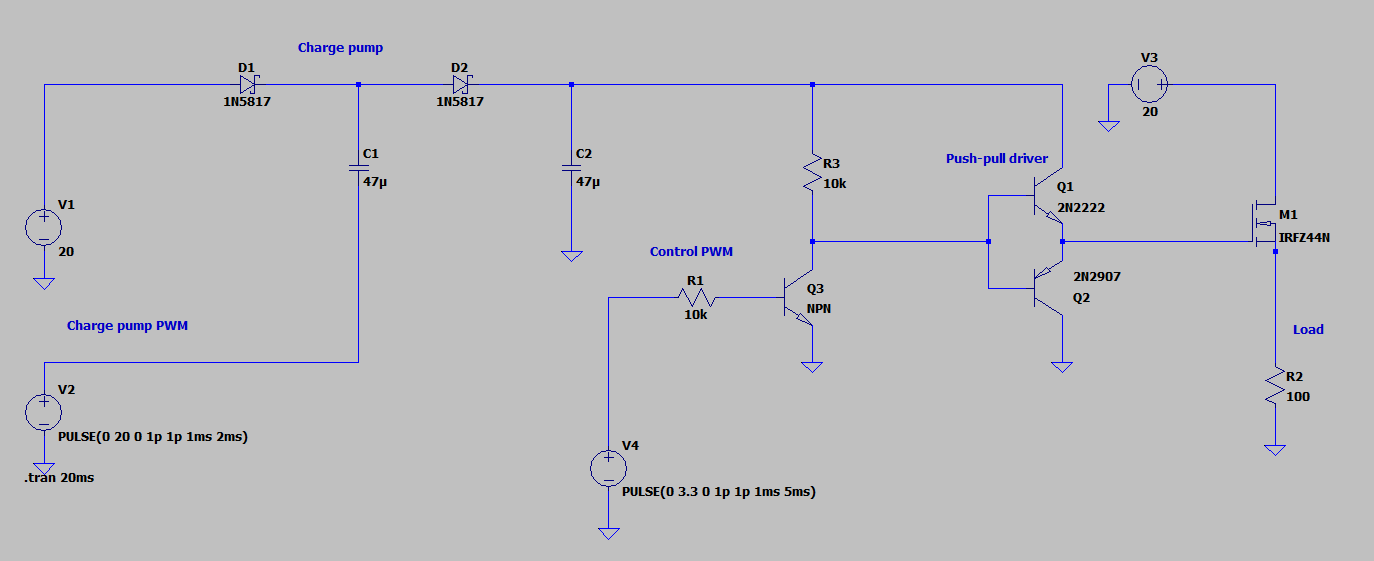 Charge pump
D1
1N5817
D2
1N5817
V3
20
C1
47µ
C2
47µ
R3
10k
Push-pull driver
Q1
2N2222
V1
20
M1
IRFZ44N
Control PWM
R1
10k
Q3
NPN
2N2907
Q2
Charge pump PWM
Load
V2
PULSE(0 20 0 1p 1p 1ms 2ms)
.tran 20ms
R2
100
V4
PULSE(0 3.3 0 1p 1p 1ms 5ms)